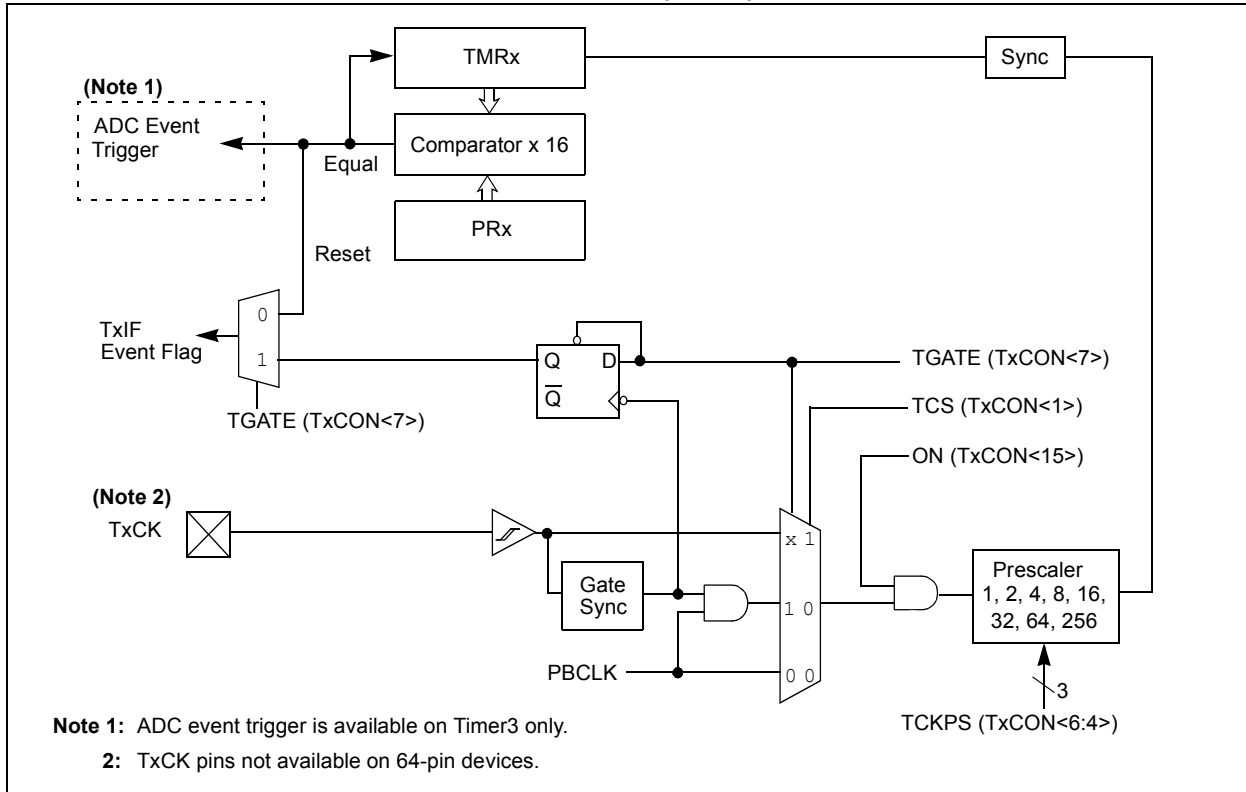 TMRx
Sync
(Note 1)
ADC Event
Trigger
Equal
Comparator x 16
PRx
Reset
0
1
TxIF
Event Flag
TGATE (TxCON<7>)
Q
D
Q
TGATE (TxCON<7>)
TCS (TxCON<1>)
ON (TxCON<15>)
(Note 2)
TxCK
x 1
Gate
Sync
1 0
PBCLK
0 0
Prescaler
1, 2, 4, 8, 16,
32, 64, 256
3
TCKPS (TxCON<6:4>)
Note 1: ADC event trigger is available on Timer3 only.
2: TxCK pins not available on 64-pin devices.